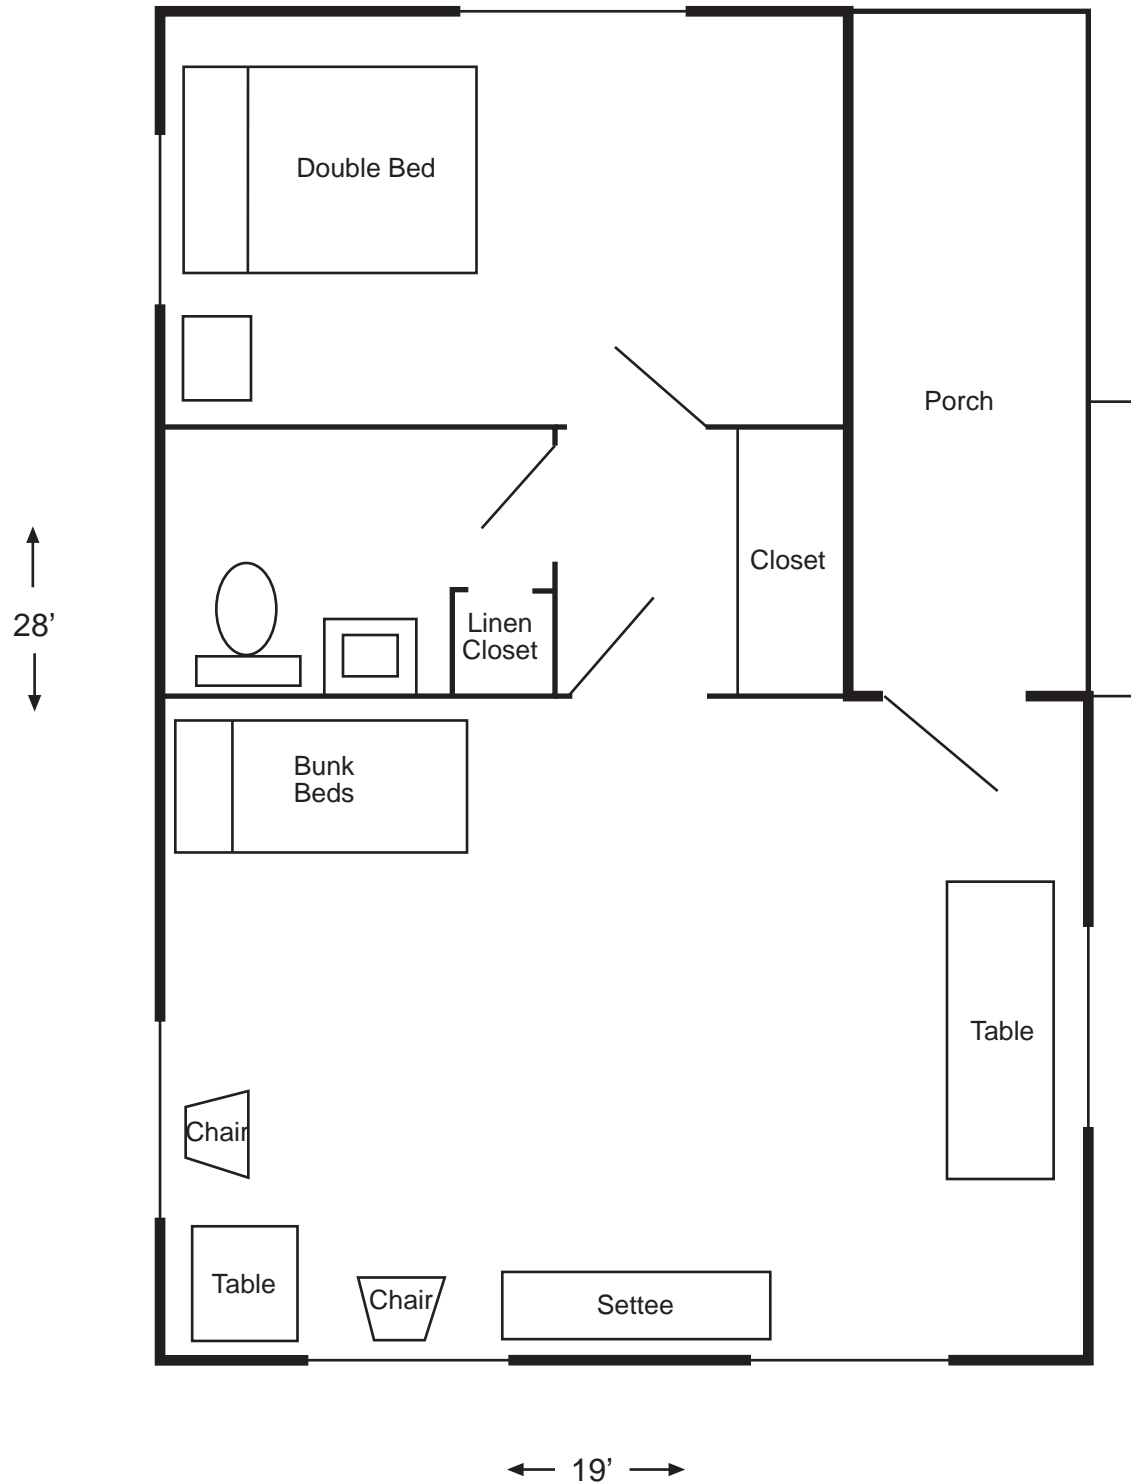 Double Bed
Porch
Closet
28’
Linen
Closet
Bunk
Beds
Table
Chair
Table
Chair
Settee
19’